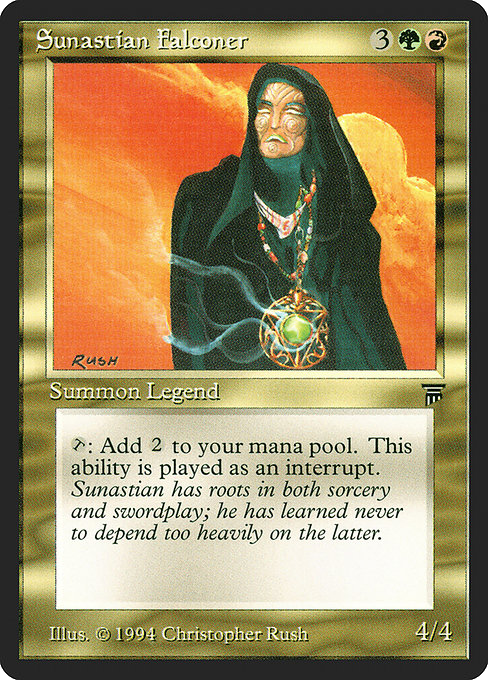 Sunastian Falconer 3
RUSH
Summon Legend
: Add 2 to your mana pool. This
ability is played as an interrupt.
Sunastian has roots in both sorcery
and swordplay; he has learned never
to depend too heavily on the latter.
Illus. © 1994 Christopher Rush 4/4